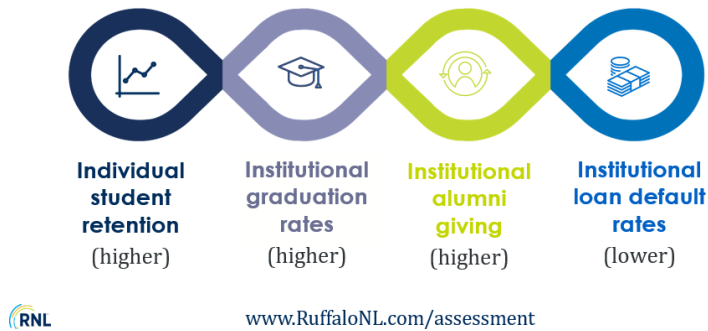 Individual
student
retention
(higher)
Institutional
graduation
rates
(higher)
Institutional
alumni
giving
(higher)
Institutional
loan default
rates
(lower)
RNL
www.RuffaloNL.com/assessment